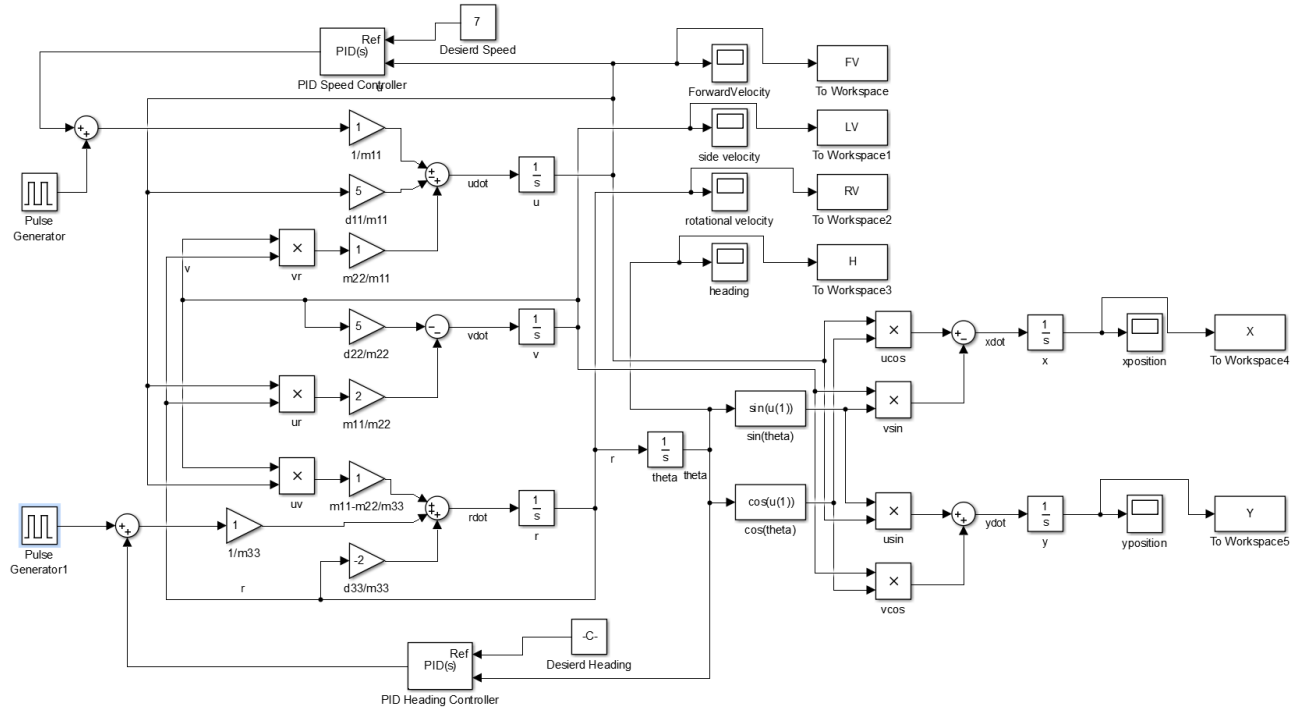 Ref
PID(s)
PID Speed Controller
7
Desierd Speed
FV
To Workspace
ForwardVelocity
LV
To Workspace1
side velocity
RV
To Workspace2
rotational velocity
H
To Workspace3
heading
Pulse
Generator
+
+
1
1/m11
5
d11/m11
+
−
+
udot
1
s
u
v
×
vr
1
m22/m11
5
d22/m22
−
−
vdot
1
s
v
×
ur
2
m11/m22
×
uv
1
m11-m22/m33
Pulse
Generator1
+
+
1
1/m33
-2
d33/m33
+
+
+
rdot
1
s
r
r
r
1
s
theta
theta
sin(u(1))
sin(theta)
cos(u(1))
cos(theta)
×
ucos
×
vsin
+
−
xdot
1
s
x
xposition
X
To Workspace4
×
usin
×
vcos
+
+
ydot
1
s
y
yposition
Y
To Workspace5
Ref
PID(s)
PID Heading Controller
-C-
Desierd Heading